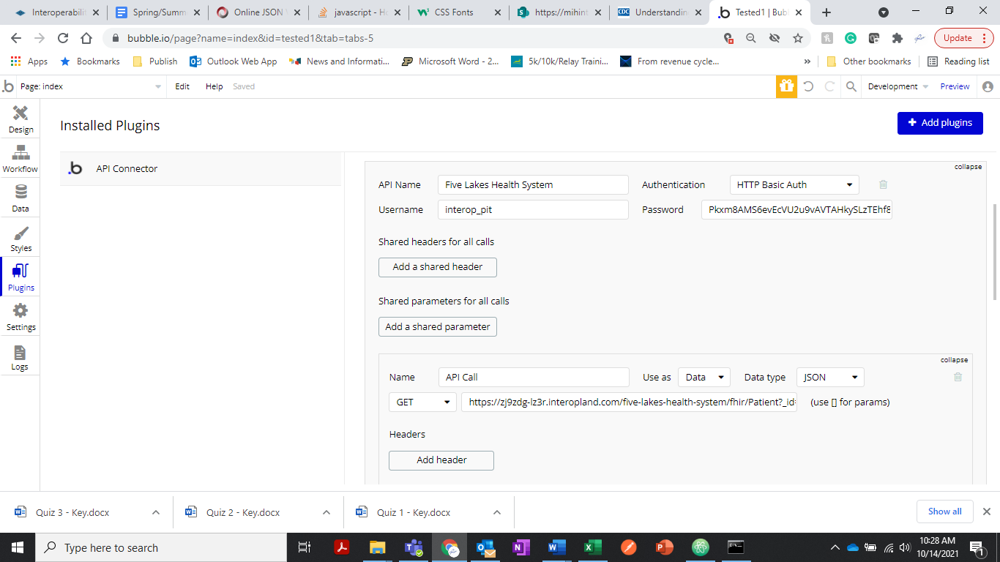 Interoperabilit
Spring/Summ
Online JSON V
javascript - Ho
CSS Fonts
https://mihint
CDC Understanding
Tested1 | Bub
bubble.io/page?name=index&id=tested1&tab=tabs-5
Update
Apps
Bookmarks
Publish
Outlook Web App
News and Informati...
Microsoft Word - 2...
5k/10k/Relay Traini...
From revenue cycle...
»
Other bookmarks
Reading list
Page: index
Edit
Help
Saved
Development
Preview
Design
Workflow
Data
Styles
Plugins
Settings
Logs
Installed Plugins
Add plugins
API Connector
collapse
API Name
Five Lakes Health System
Authentication
HTTP Basic Auth
Username
interop_pit
Password
Pkxm8AMS6evEcVU2u9vAVTAHkySLzTEhf8
Shared headers for all calls
Add a shared header
Shared parameters for all calls
Add a shared parameter
collapse
Name
API Call
Use as
Data
Data type
JSON
GET
https://zj9zdg-lz3r.interopland.com/five-lakes-health-system/fhir/Patient?_id=
(use [] for params)
Headers
Add header
Quiz 3 - Key.docx
Quiz 2 - Key.docx
Quiz 1 - Key.docx
Show all
Type here to search
10:28 AM
10/14/2021
1